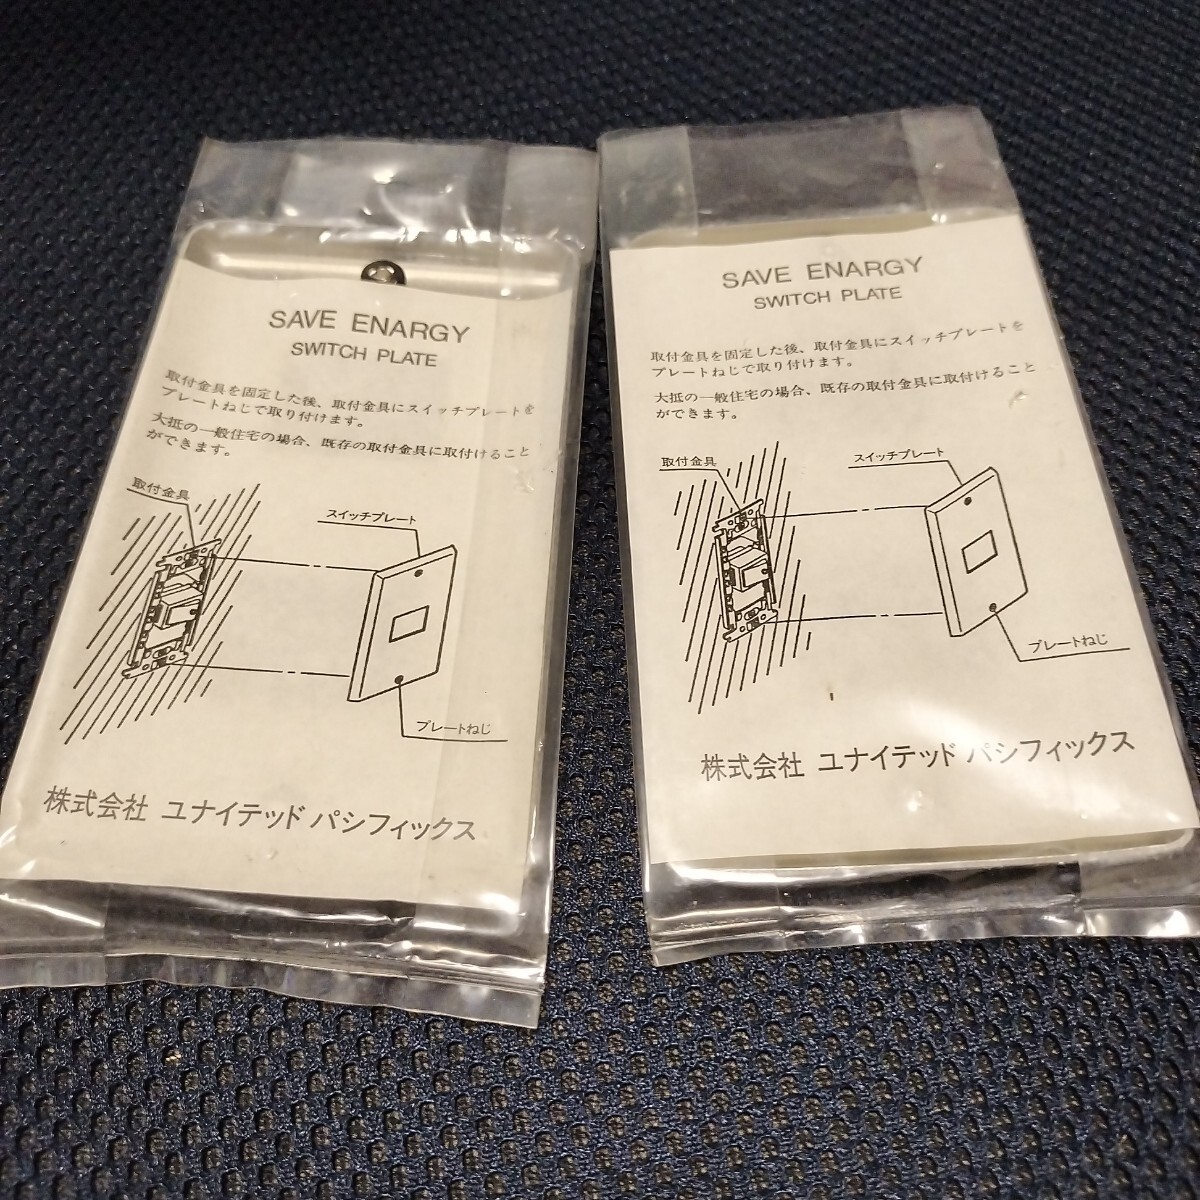 SAVE ENARGY
SWITCH PLATE
取付金具を固定した後、取付金具にスイッチプレートを
プレートねじで取り付けます。
大抵の一般住宅の場合、既存の取付金具に取付けること
ができます。
取付金具
スイッチプレート
プレートねじ
株式会社 ユナイテッド パシフィックス
SAVE ENARGY
SWITCH PLATE
取付金具を固定した後、取付金具にスイッチプレートを
プレートねじで取り付けます。
大抵の一般住宅の場合、既存の取付金具に取付けること
ができます。
取付金具
スイッチプレート
プレートねじ
株式会社 ユナイテッド パシフィックス